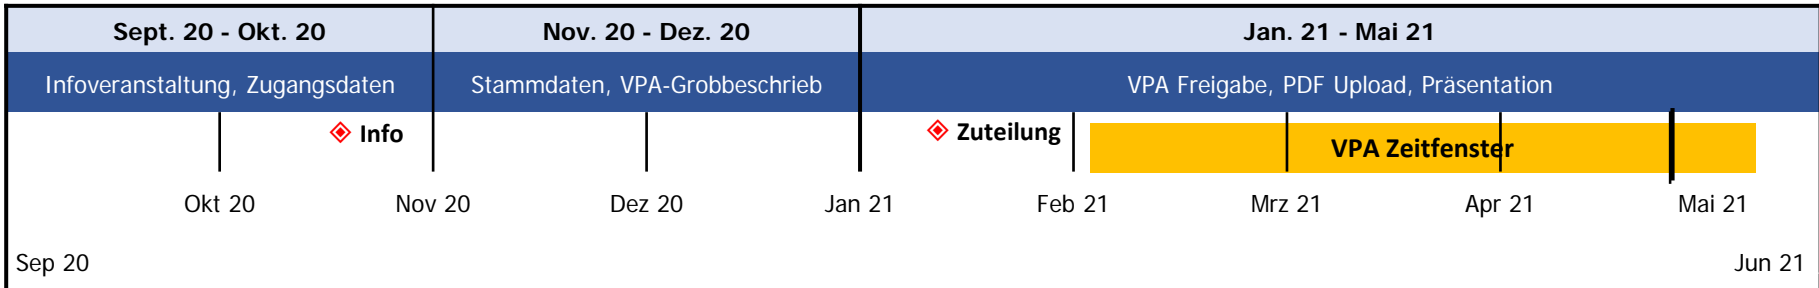 Sept. 20 - Okt. 20 Nov. 20 - Dez. 20 Jan. 21 - Mai 21
Infoveranstaltung, Zugangsdaten Stammdaten, VPA-Grobbeschrieb VPA Freigabe, PDF Upload, Präsentation
Info Zuteilung VPA Zeitfenster
Okt 20 Nov 20 Dez 20 Jan 21 Feb 21 Mrz 21 Apr 21 Mai 21
Sep 20 Jun 21